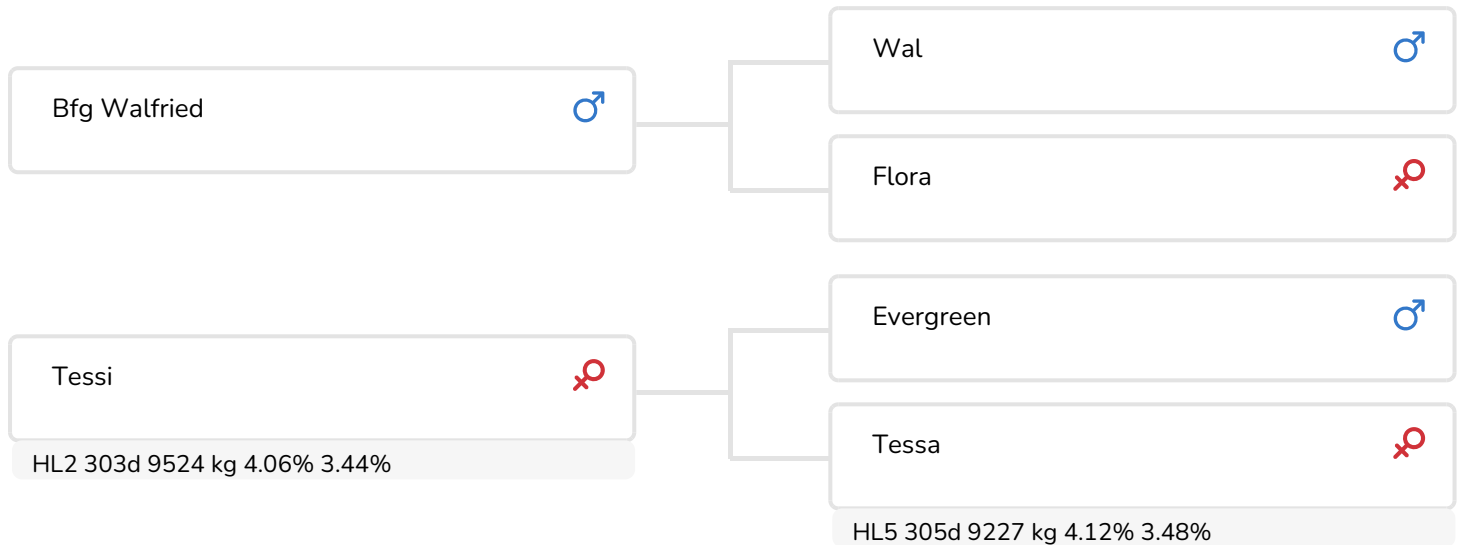 Wal
Bfg Walfried
Flora
Evergreen
Tessi
HL2 303d 9524 kg 4.06% 3.44%
Tessa
HL5 305d 9227 kg 4.12% 3.48%